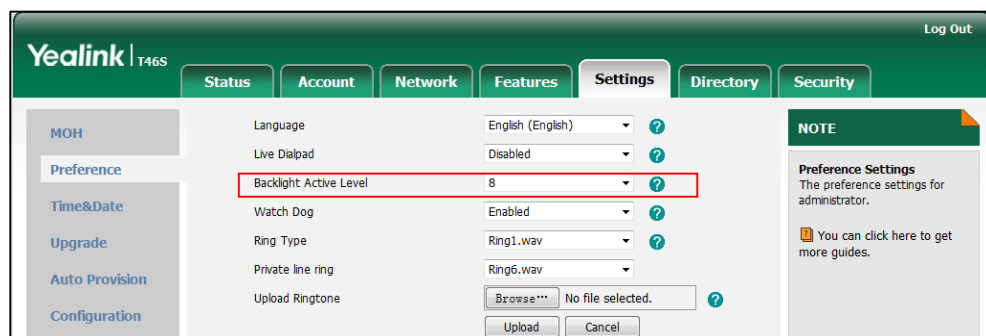 Log Out
Yealink | T46S
Status Account Network Features Settings Directory Security
MOH
Preference
Time&Date
Upgrade
Auto Provision
Configuration
Language English (English)
Live Dialpad Disabled
Backlight Active Level 8
Watch Dog Enabled
Ring Type Ring1.wav
Private line ring Ring6.wav
Upload Ringtone Browse··· No file selected.
Upload Cancel
NOTE
Preference Settings
The preference settings for
administrator.
You can click here to get
more guides.